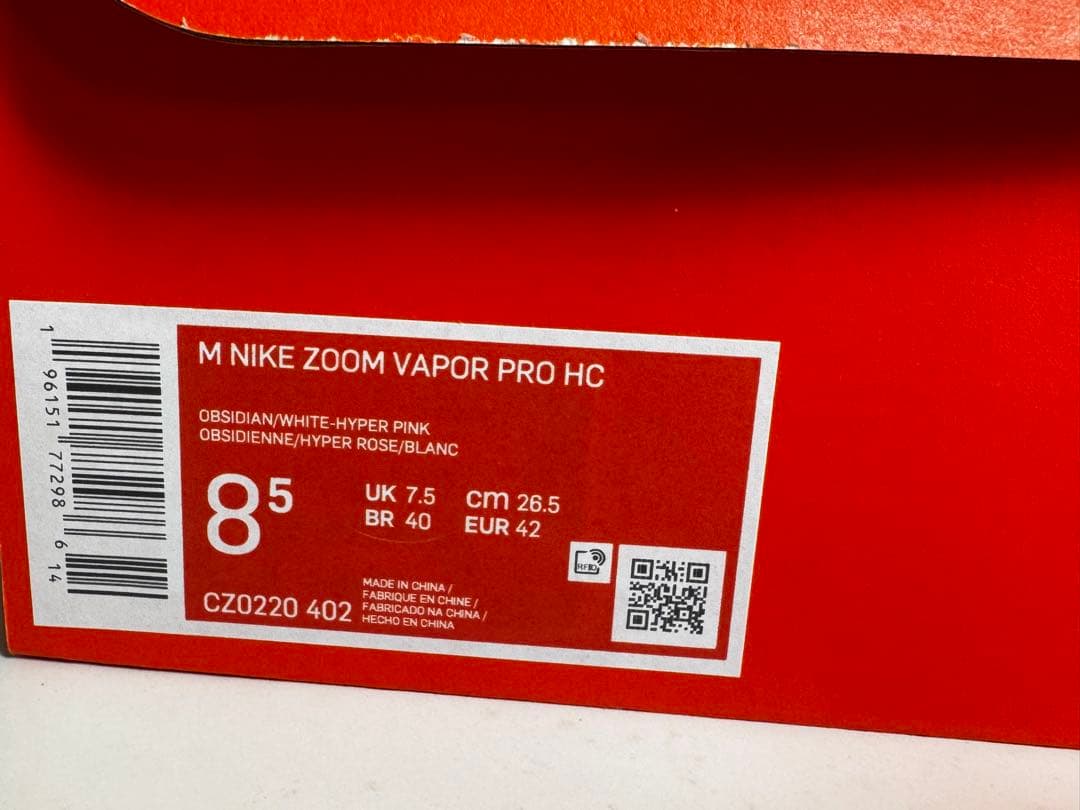 M NIKE ZOOM VAPOR PRO HC
OBSIDIAN/WHITE-HYPER PINK
OBSIDIENNE/HYPER ROSE/BLANC
8⁵
UK 7.5 cm 26.5
BR 40 EUR 42
RFID
CZ0220 402
MADE IN CHINA /
FABRIQUE EN CHINE /
FABRICADO NA CHINA /
HECHO EN CHINA
1 96151 77298 6 14